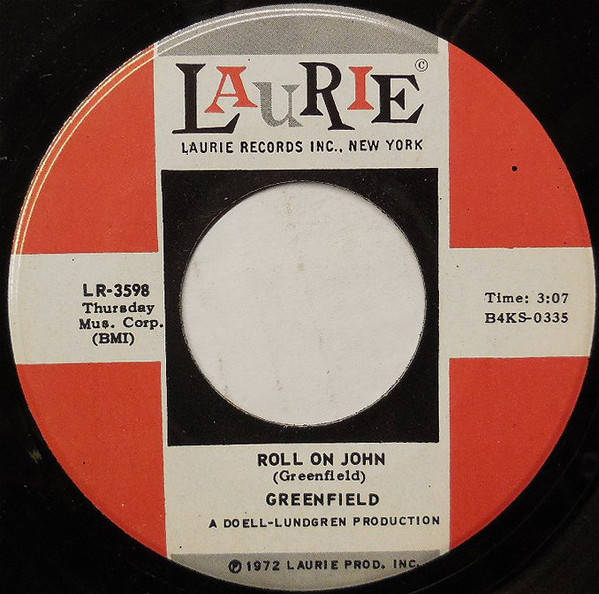 LAURIE©
LAURIE RECORDS INC., NEW YORK
LR-3598
Thursday
Mus. Corp.
(BMI)
Time: 3:07
B4KS-0335
ROLL ON JOHN
(Greenfield)
GREENFIELD
A DOELL-LUNDGREN PRODUCTION
℗ 1972 LAURIE PROD. INC.